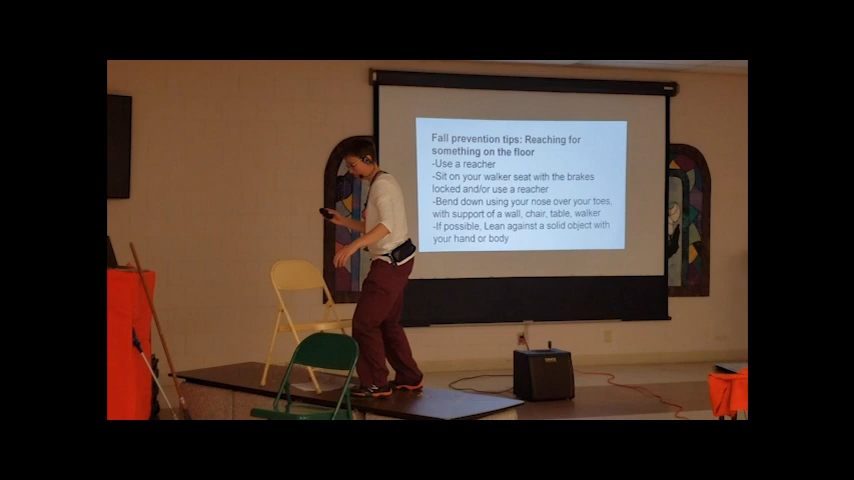 Fall prevention tips: Reaching for
something on the floor
-Use a reacher
-Sit on your walker seat with the brakes
locked and/or use a reacher
-Bend down using your nose over your toes,
with support of a wall, chair, table, walker
-If possible, Lean against a solid object with
your hand or body